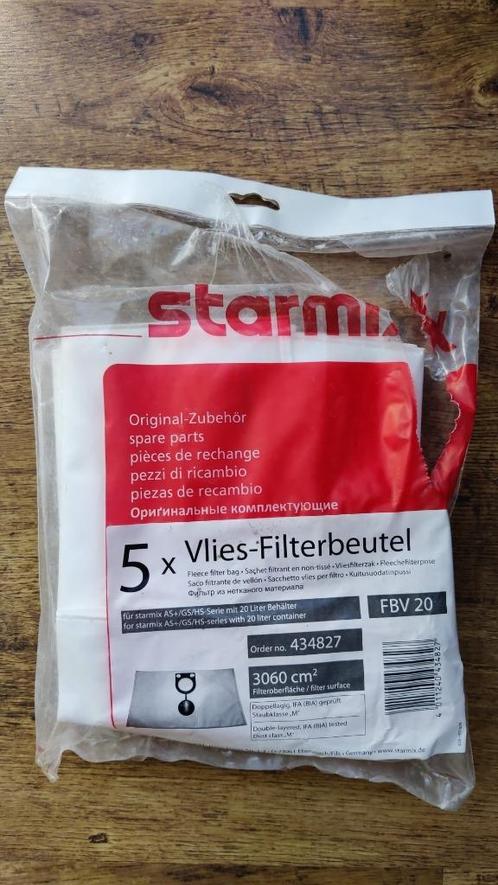 starmix
Original-Zubehör
spare parts
pièces de rechange
pezzi di ricambio
piezas de recambio
Оригинальные комплектующие
5 x Vlies-Filterbeutel
Fleece filter bag • Sachet filtrant en non-tissé • Vliesfilterzak • Fleecefilterpose
Saco filtrante de vellón • Sacchetto vlies per filtro • Kuitusuodatinpussi
Фильтр из нетканого материала
für starmix AS+/GS/HS-Serie mit 20 Liter Behälter
for starmix AS+/GS/HS-series with 20 liter container
FBV 20
Order no. 434827
3060 cm²
Filteroberfläche / filter surface
Doppellagig, IFA (BIA) geprüft
Staubklasse „M"
Double-layered, IFA (BIA) tested
Dust class „M"
4 011240 434827
Germany • www.starmix.de